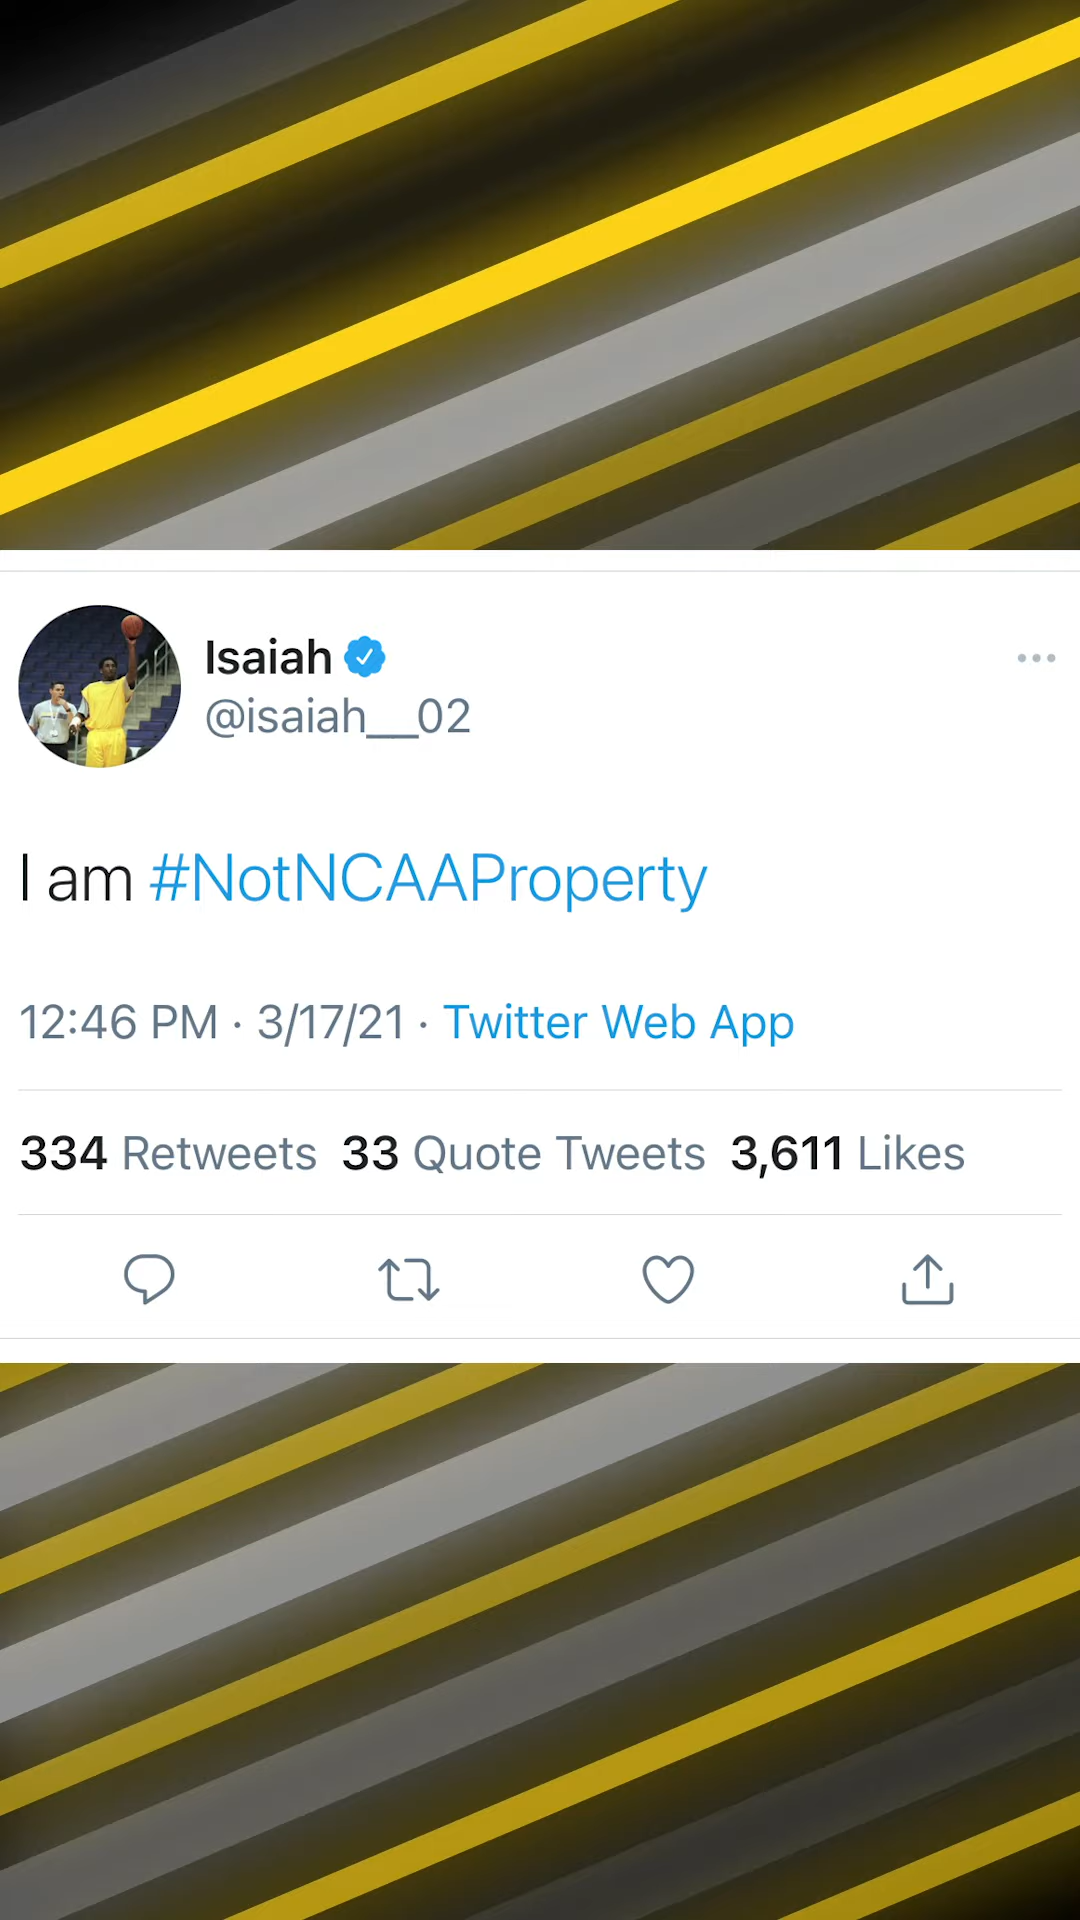 Isaiah
@isaiah__02
I am #NotNCAAProperty
12:46 PM · 3/17/21 · Twitter Web App
334 Retweets 33 Quote Tweets 3,611 Likes